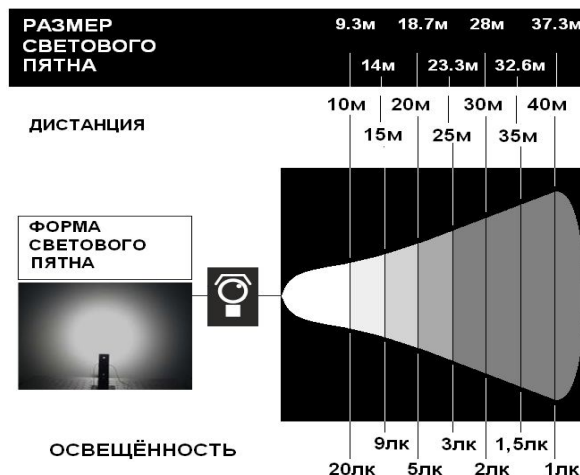 РАЗМЕР
СВЕТОВОГО
ПЯТНА
9.3м 18.7м 28м 37.3м
14м 23.3м 32.6м
ДИСТАНЦИЯ
10м 20м 30м 40м
15м 25м 35м
ФОРМА
СВЕТОВОГО
ПЯТНА
ОСВЕЩЁННОСТЬ
9лк 3лк 1,5лк
20лк 5лк 2лк 1лк